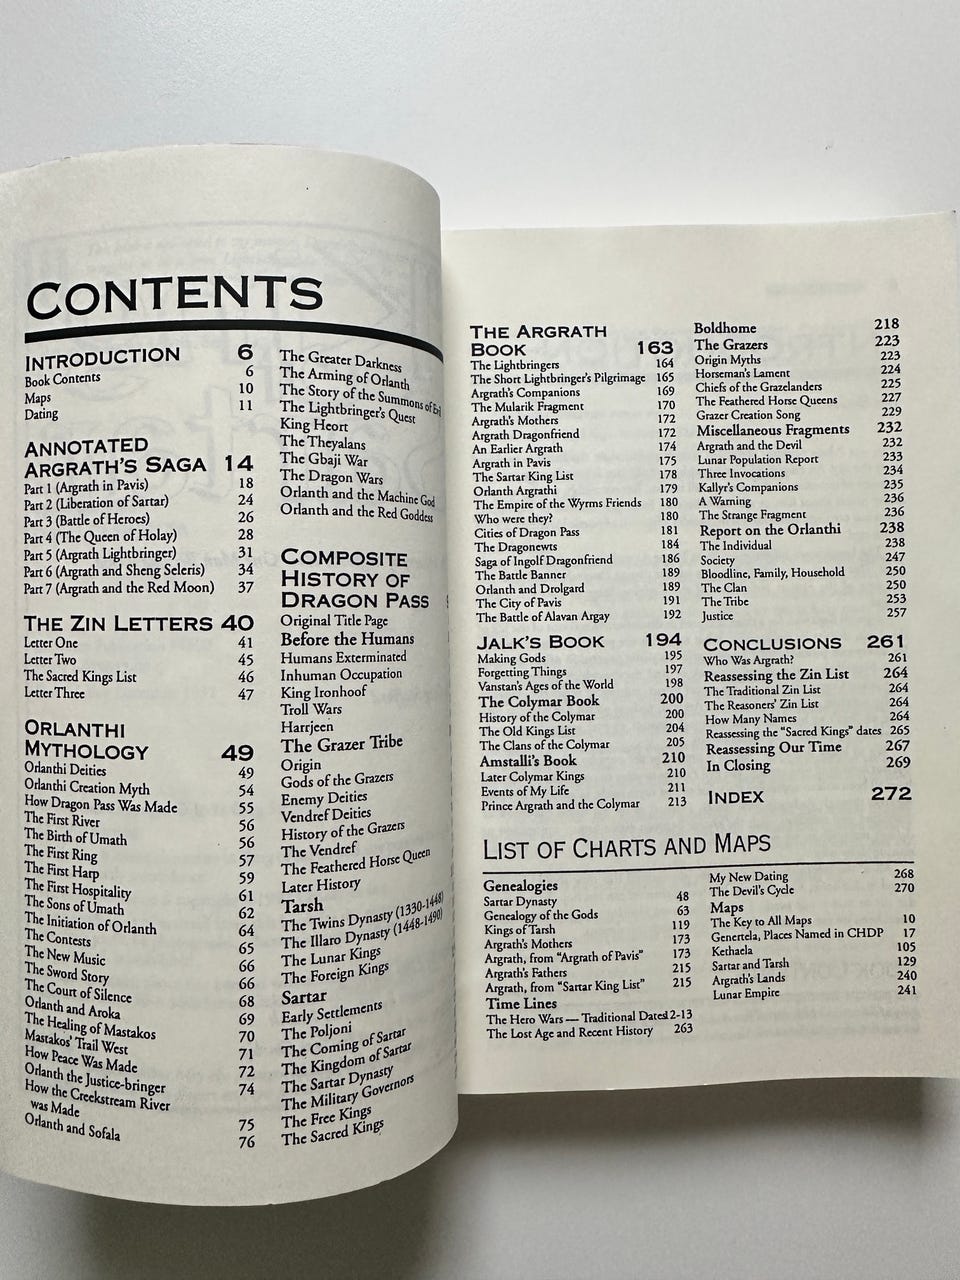 CONTENTS
INTRODUCTION 6
Book Contents 6
Maps 10
Dating 11
ANNOTATED
ARGRATH'S SAGA 14
Part 1 (Argrath in Pavis) 18
Part 2 (Liberation of Sartar) 24
Part 3 (Battle of Heroes) 26
Part 4 (The Queen of Holay) 28
Part 5 (Argrath Lightbringer) 31
Part 6 (Argrath and Sheng Seleris) 34
Part 7 (Argrath and the Red Moon) 37
THE ZIN LETTERS 40
Letter One 41
Letter Two 45
The Sacred Kings List 46
Letter Three 47
ORLANTHI
MYTHOLOGY 49
Orlanthi Deities 49
Orlanthi Creation Myth 54
How Dragon Pass was Made 55
The First River 56
The Birth of Umath 56
The First Ring 57
The First Harp 59
The First Hospitality 61
The Sons of Umath 62
The Initiation of Orlanth 64
The Contests 65
The New Music 66
The Sword Story 66
The Court of Silence 68
Orlanth and Aroka 69
The Healing of Mastakos 70
Mastakos' Trail West 71
How Peace Was Made 72
Orlanth the Justice-bringer 74
How the Creekstream River
was Made 75
Orlanth and Sofala 76
The Greater Darkness
The Arming of Orlanth
The Story of the Summons of Evil
The Lightbringer's Quest
King Heort
The Theyalans
The Gbaji War
The Dragon Wars
Orlanth and the Machine God
Orlanth and the Red Goddess
COMPOSITE
HISTORY OF
DRAGON PASS
Original Title Page
Before the Humans
Humans Exterminated
Inhuman Occupation
King Ironhoof
Troll Wars
Harrjeen
The Grazer Tribe
Origin
Gods of the Grazers
Enemy Deities
Vendref Deities
History of the Grazers
The Vendref
The Feathered Horse Queen
Later History
Tarsh
The Twins Dynasty (1330-1448)
The Illaro Dynasty (1448-1490)
The Lunar Kings
The Foreign Kings
Sartar
Early Settlements
The Poljoni
The Coming of Sartar
The Kingdom of Sartar
The Sartar Dynasty
The Military Governors
The Free Kings
The Sacred Kings
THE ARGRATH
BOOK 163
The Lightbringers 164
The Short Lightbringer's Pilgrimage 165
Argrath's Companions 169
The Mularik Fragment 170
Argrath's Mothers 172
Argrath Dragonfriend 172
An Earlier Argrath 174
Argrath in Pavis 175
The Sartar King List 178
Orlanth Argrathi 179
The Empire of the Wyrms Friends 180
Who were they? 180
Cities of Dragon Pass 181
The Dragonewts 184
Saga of Ingolf Dragonfriend 186
The Battle Banner 189
Orlanth and Drolgard 189
The City of Pavis 191
The Battle of Alavan Argay 192
JALK'S BOOK 194
Making Gods 195
Forgetting Things 197
Vanstan's Ages of the World 198
The Colymar Book 200
History of the Colymar 200
The Old Kings List 204
The Clans of the Colymar 205
Amstalli's Book 210
Later Colymar Kings 210
Events of My Life 211
Prince Argrath and the Colymar 213
Boldhome 218
The Grazers 223
Origin Myths 223
Horseman's Lament 224
Chiefs of the Grazelanders 225
The Feathered Horse Queens 227
Grazer Creation Song 229
Miscellaneous Fragments 232
Argrath and the Devil 232
Lunar Population Report 233
Three Invocations 234
Kallyr's Companions 235
A Warning 236
The Strange Fragment 236
Report on the Orlanthi 238
The Individual 238
Society 247
Bloodline, Family, Household 250
The Clan 250
The Tribe 253
Justice 257
CONCLUSIONS 261
Who Was Argrath? 261
Reassessing the Zin List 264
The Traditional Zin List 264
The Reasoners' Zin List 264
How Many Names 264
Reassessing the "Sacred Kings" dates 265
Reassessing Our Time 267
In Closing 269
INDEX 272
LIST OF CHARTS AND MAPS
Genealogies
Sartar Dynasty 48
Genealogy of the Gods 63
Kings of Tarsh 119
Argrath's Mothers 173
Argrath, from "Argrath of Pavis" 173
Argrath's Fathers 215
Argrath, from "Sartar King List" 215
Time Lines
The Hero Wars — Traditional Dates 12-13
The Lost Age and Recent History 263
My New Dating 268
The Devil's Cycle 270
Maps
The Key to All Maps 10
Genertela, Places Named in CHDP 17
Kethaela 105
Sartar and Tarsh 129
Argrath's Lands 240
Lunar Empire 241